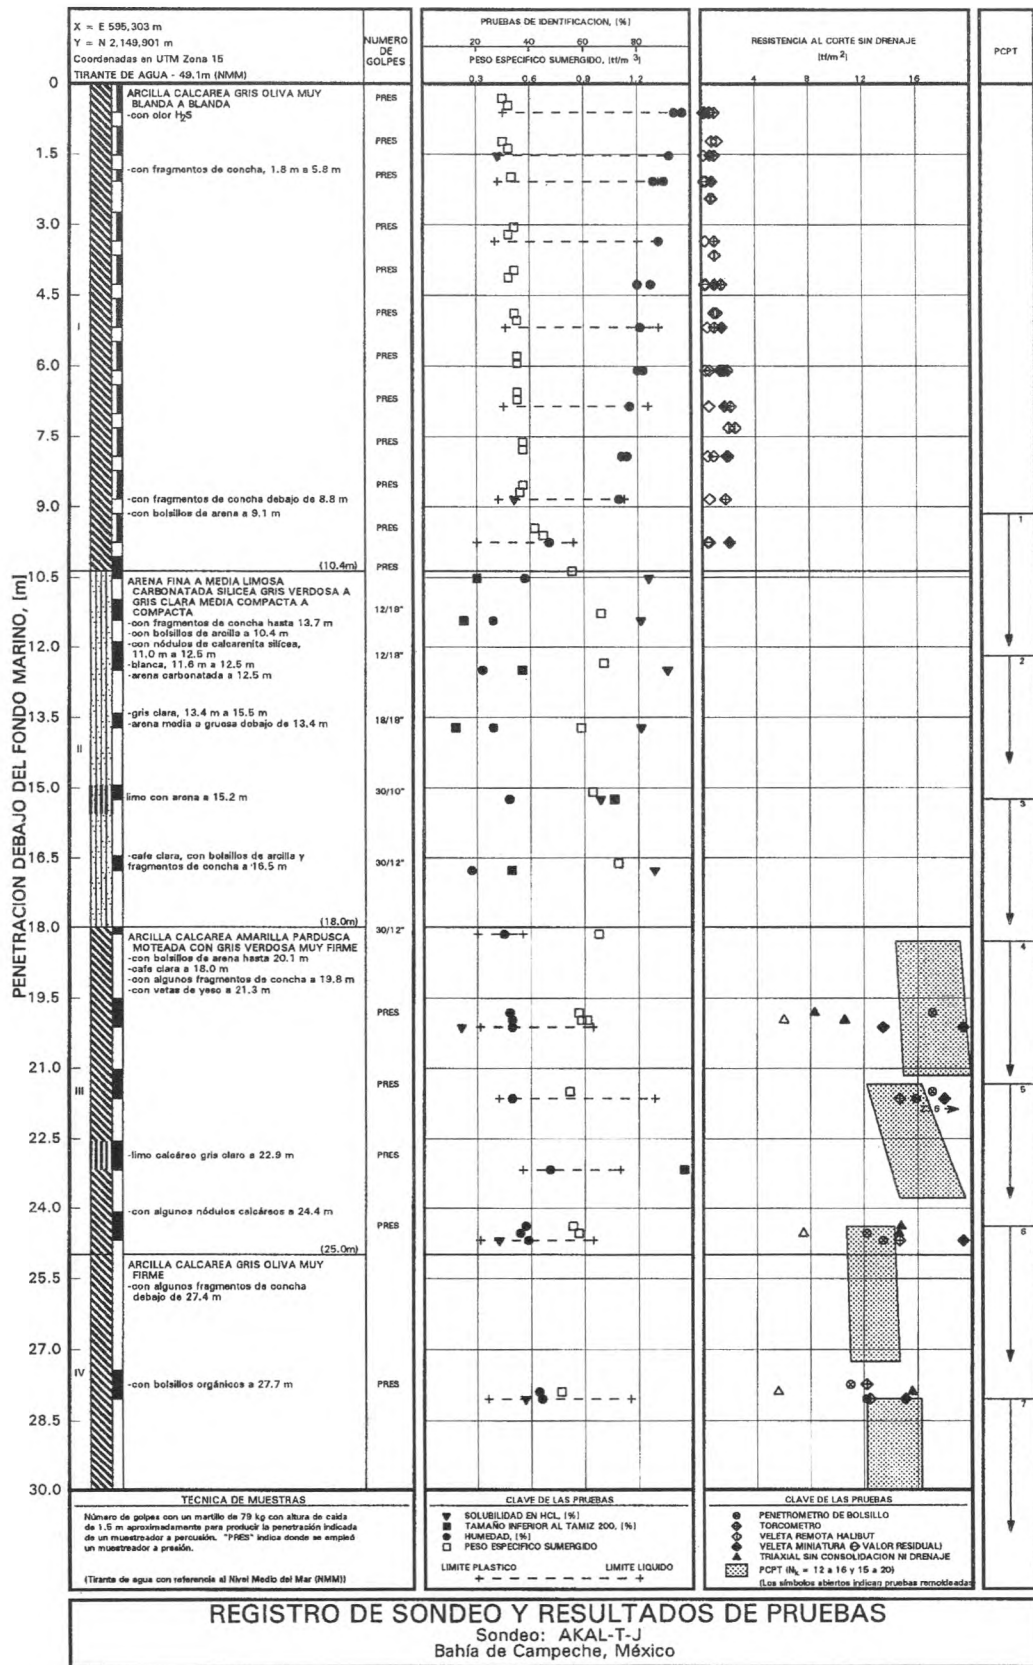 X = E 595,303 m
Y = N 2,149,901 m
Coordenadas en UTM Zona 15
TIRANTE DE AGUA - 49.1m (NMM)
NUMERO
DE
GOLPES
PRUEBAS DE IDENTIFICACION, [%]
20 40 60 80
PESO ESPECIFICO SUMERGIDO, [tf/m 3]
0.3 0.6 0.9 1.2
RESISTENCIA AL CORTE SIN DRENAJE
[tf/m 2]
4 8 12 16
PCPT
PENETRACION DEBAJO DEL FONDO MARINO, [m]
0
ARCILLA CALCAREA GRIS OLIVA MUY
BLANDA A BLANDA
-con olor H2S
PRES
PRES
1.5
-con fragmentos de concha, 1.8 m a 5.8 m
PRES
3.0
PRES
PRES
4.5
I
PRES
PRES
6.0
PRES
7.5
PRES
PRES
-con fragmentos de concha debajo de 8.8 m
9.0
-con bolsillos de arena a 9.1 m
1
PRES
(10.4m)
PRES
10.5
ARENA FINA A MEDIA LIMOSA
CARBONATADA SILICEA GRIS VERDOSA A
GRIS CLARA MEDIA COMPACTA A
COMPACTA
-con fragmentos de concha hasta 13.7 m
-con bolsillos de arcilla a 10.4 m
-con nódulos de calcarenita silícea,
11.0 m a 12.5 m
-blanca, 11.6 m a 12.5 m
-arena carbonatada a 12.5 m
12/18"
12.0
12/18"
2
-gris clara, 13.4 m a 15.5 m
-arena media a gruesa debajo de 13.4 m
13.5
18/18"
II
15.0
limo con arena a 15.2 m
30/10"
3
16.5
-cafe clara, con bolsillos de arcilla y
fragmentos de concha a 16.5 m
30/12"
(18.0m)
18.0
ARCILLA CALCAREA AMARILLA PARDUSCA
MOTEADA CON GRIS VERDOSA MUY FIRME
-con bolsillos de arena hasta 20.1 m
-cafe clara a 18.0 m
-con algunos fragmentos de concha a 19.8 m
-con vetas de yeso a 21.3 m
30/12"
4
19.5
PRES
21.0
III
PRES
5
22.5
-limo calcáreo gris claro a 22.9 m
PRES
24.0
-con algunos nódulos calcáreos a 24.4 m
PRES
6
(25.0m)
ARCILLA CALCAREA GRIS OLIVA MUY
FIRME
-con algunos fragmentos de concha
debajo de 27.4 m
25.5
27.0
IV
-con bolsillos orgánicos a 27.7 m
PRES
7
28.5
30.0
TECNICA DE MUESTRAS
Número de golpes con un martillo de 79 kg con altura de caida
de 1.5 m aproximadamente para producir la penetración indicada
de un muestreador a percusión. "PRES" indica donde se empleó
un muestreador a presión.
(Tirante de agua con referencia al Nivel Medio del Mar (NMM))
CLAVE DE LAS PRUEBAS
SOLUBILIDAD EN HCL, [%]
TAMAÑO INFERIOR AL TAMIZ 200, [%]
HUMEDAD, [%]
PESO ESPECIFICO SUMERGIDO
LIMITE PLASTICO LIMITE LIQUIDO
CLAVE DE LAS PRUEBAS
PENETROMETRO DE BOLSILLO
TORCOMETRO
VELETA REMOTA HALIBUT
VELETA MINIATURA (VALOR RESIDUAL)
TRIAXIAL SIN CONSOLIDACION NI DRENAJE
PCPT (Nk = 12 a 16 y 15 a 20)
(Los símbolos abiertos indican pruebas remoldeadas
REGISTRO DE SONDEO Y RESULTADOS DE PRUEBAS
Sondeo: AKAL-T-J
Bahía de Campeche, México